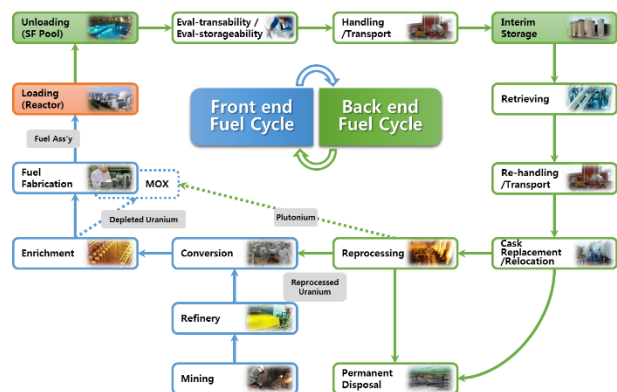 Unloading
(SF Pool)
Eval-transability /
Eval-storageability
Handling
/Transport
Interim
Storage
Loading
(Reactor)
Front end
Fuel Cycle
Back end
Fuel Cycle
Retrieving
Fuel Ass'y
Fuel
Fabrication
MOX
Re-handling
/Transport
Depleted Uranium
Plutonium
Enrichment
Conversion
Reprocessing
Cask
Replacement
/Relocation
Reprocessed
Uranium
Refinery
Mining
Permanent
Disposal